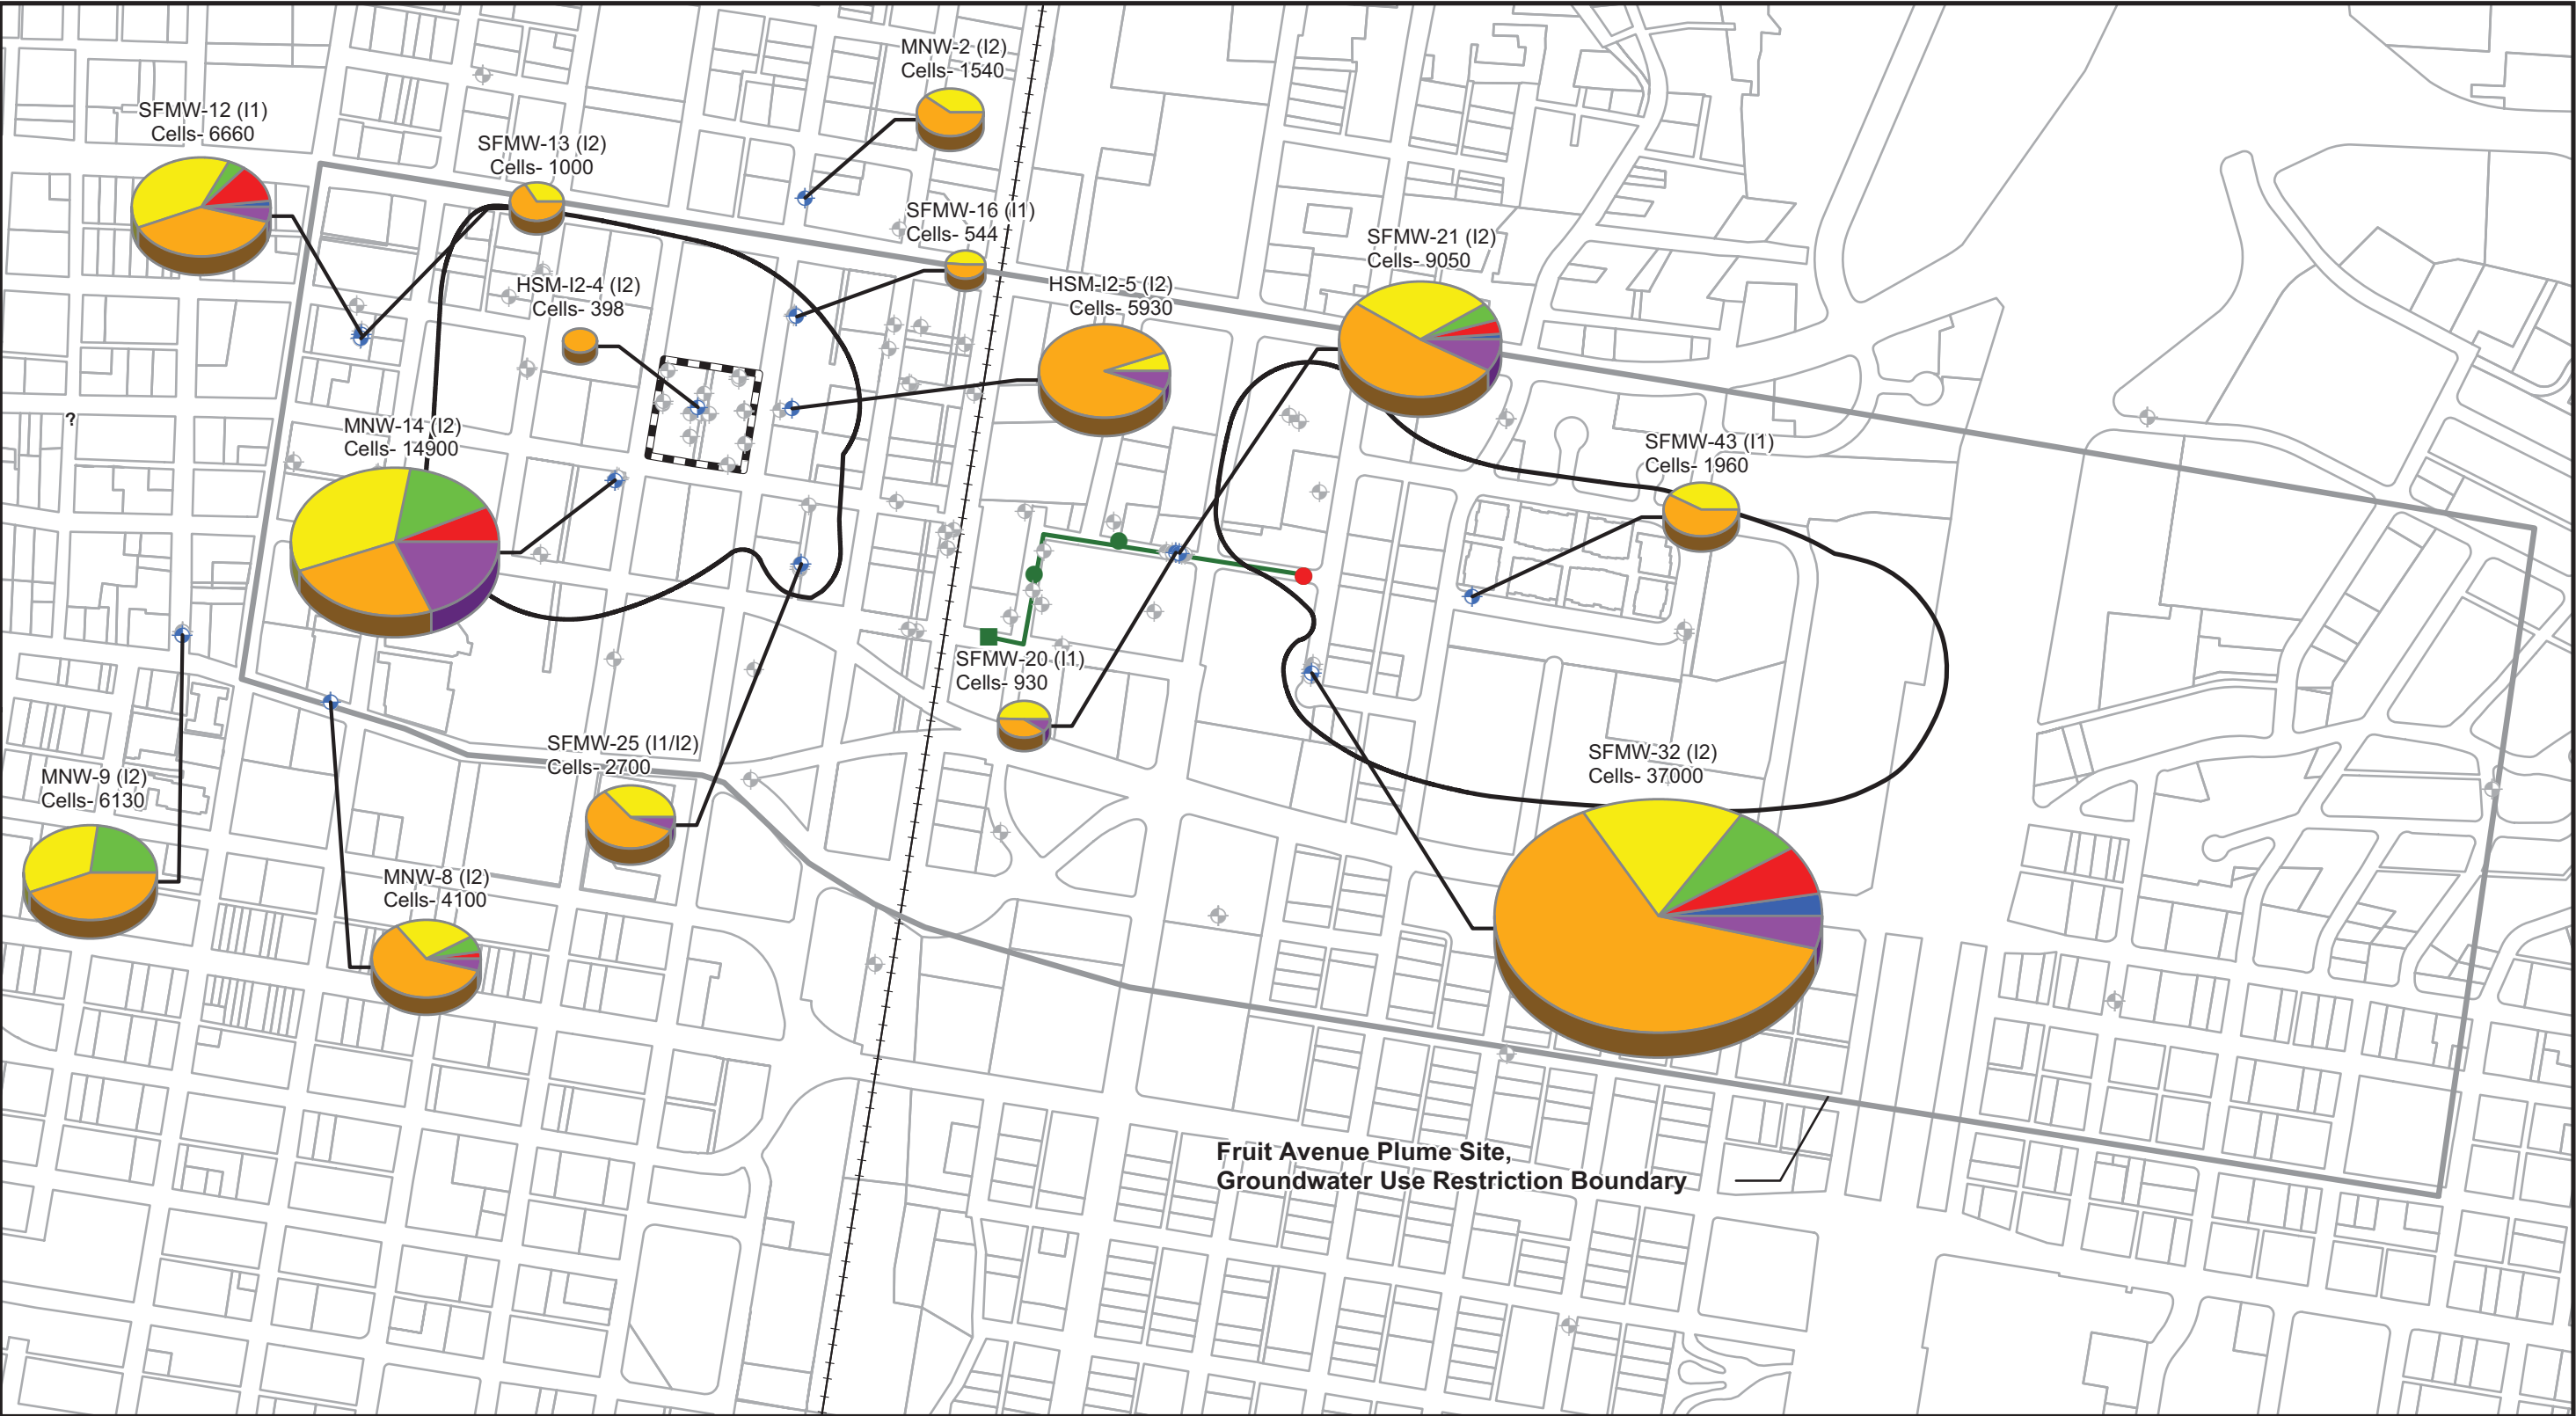 MNW-2 (I2)
Cells- 1540
SFMW-12 (I1)
Cells- 6660
SFMW-13 (I2)
Cells- 1000
SFMW-16 (I1)
Cells- 544
SFMW-21 (I2)
Cells- 9050
HSM-I2-4 (I2)
Cells- 398
HSM-I2-5 (I2)
Cells- 5930
?
MNW-14 (I2)
Cells- 14900
SFMW-43 (I1)
Cells- 1960
SFMW-20 (I1)
Cells- 930
SFMW-25 (I1/I2)
Cells- 2700
SFMW-32 (I2)
Cells- 37000
MNW-9 (I2)
Cells- 6130
MNW-8 (I2)
Cells- 4100
Fruit Avenue Plume Site,
Groundwater Use Restriction Boundary